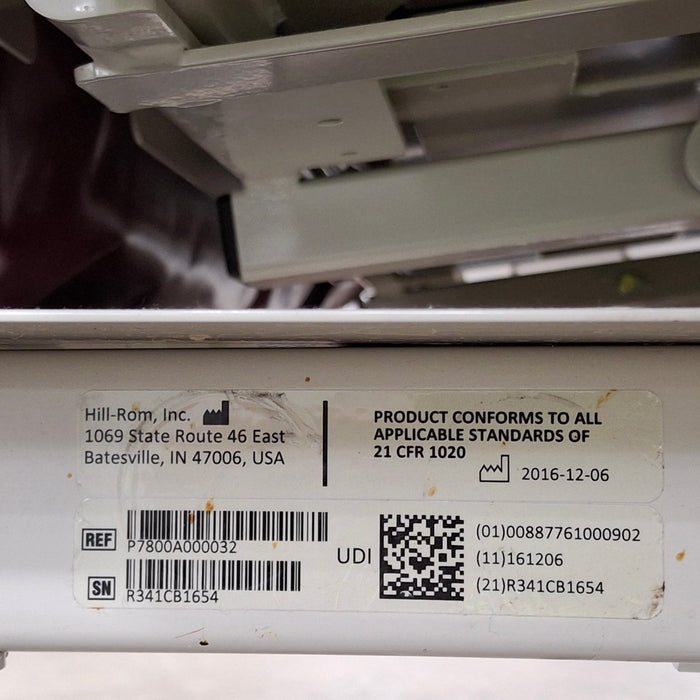 Hill-Rom, Inc.
1069 State Route 46 East
Batesville, IN 47006, USA
PRODUCT CONFORMS TO ALL
APPLICABLE STANDARDS OF
21 CFR 1020
2016-12-06
REF
P7800A000032
SN
R341CB1654
UDI
(01)00887761000902
(11)161206
(21)R341CB1654